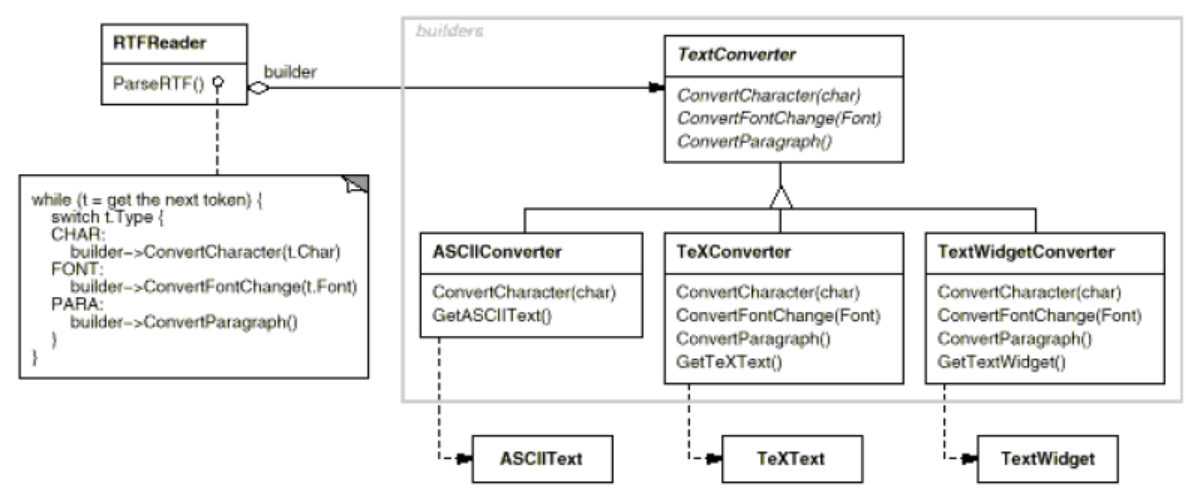 RTFReader
ParseRTF()
builder
while (t = get the next token) {
switch t.Type {
CHAR:
builder->ConvertCharacter(t.Char)
FONT:
builder->ConvertFontChange(t.Font)
PARA:
builder->ConvertParagraph()
}
}
builders
TextConverter
ConvertCharacter(char)
ConvertFontChange(Font)
ConvertParagraph()
ASCIIConverter
ConvertCharacter(char)
GetASCIIText()
TeXConverter
ConvertCharacter(char)
ConvertFontChange(Font)
ConvertParagraph()
GetTeXText()
TextWidgetConverter
ConvertCharacter(char)
ConvertFontChange(Font)
ConvertParagraph()
GetTextWidget()
ASCIIText
TeXText
TextWidget